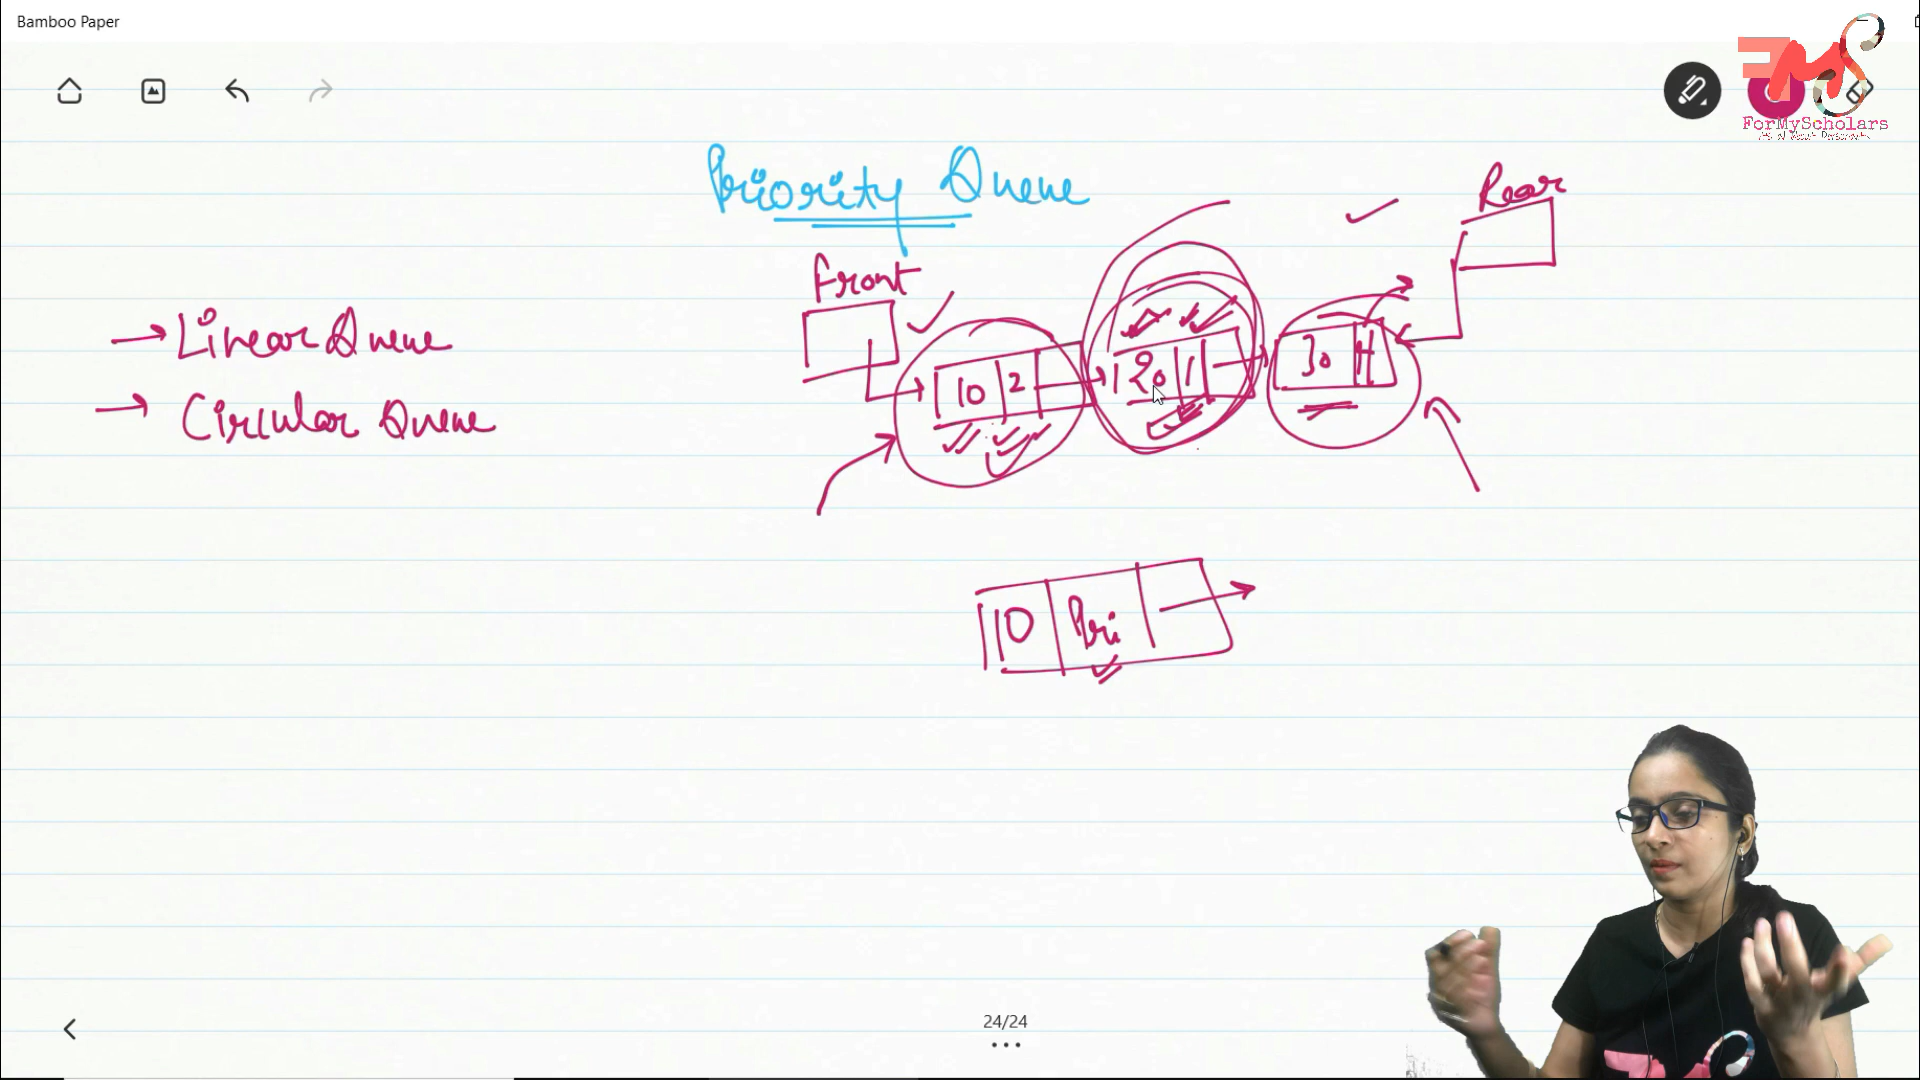 Bamboo Paper
FMS
ForMyScholars
Priority Queue
Rear
Front
→ Linear Queue
→ Circular Queue
10 2
20 1
30 4
10 Pri
24/24